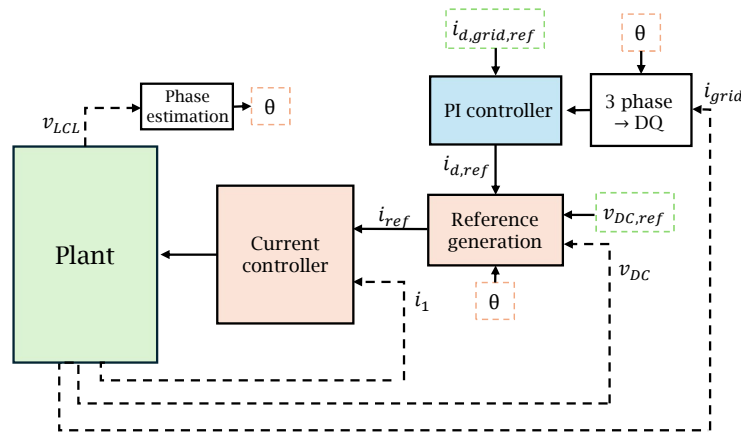 i_{d,grid,ref}
θ
Phase
estimation
θ
v_{LCL}
PI controller
3 phase
→ DQ
i_{grid}
i_{d,ref}
Plant
Current
controller
i_{ref}
Reference
generation
v_{DC,ref}
v_{DC}
i_1
θ